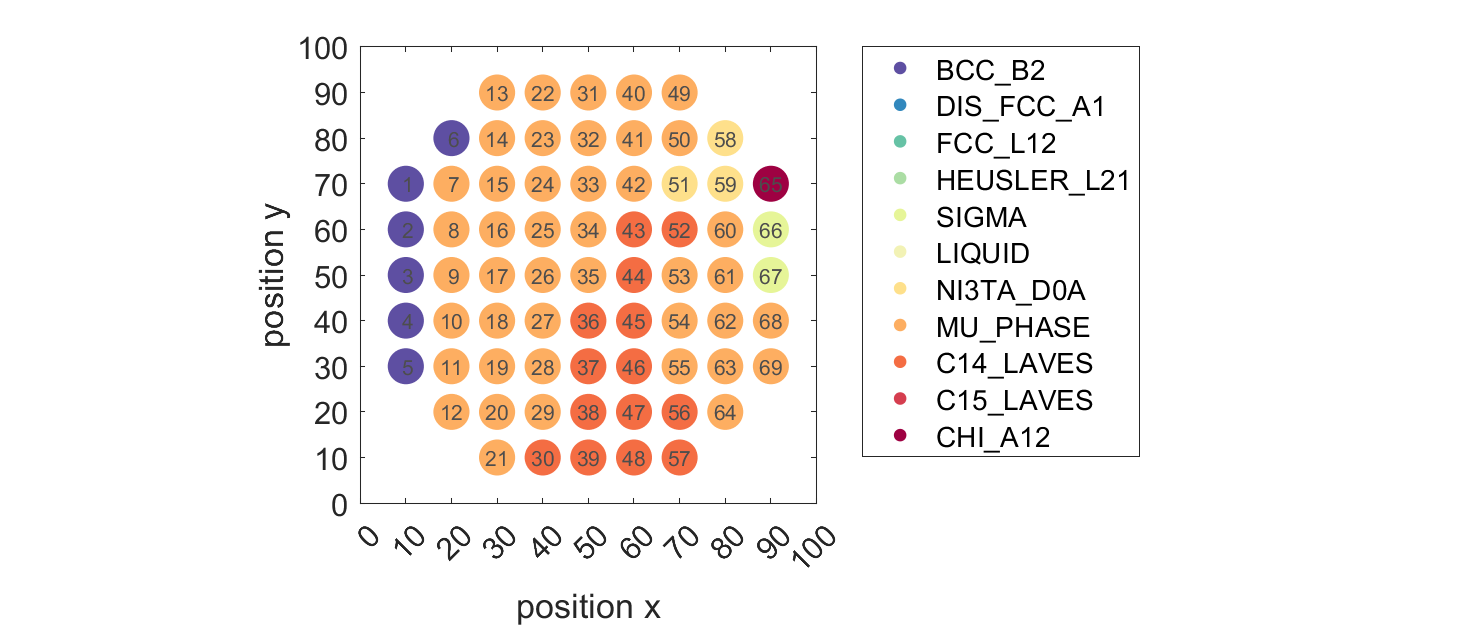 100
90
80
70
60
50
40
30
20
10
0
position y
13 22 31 40 49
6 14 23 32 41 50 58
1 7 15 24 33 42 51 59 65
2 8 16 25 34 43 52 60 66
3 9 17 26 35 44 53 61 67
4 10 18 27 36 45 54 62 68
5 11 19 28 37 46 55 63 69
12 20 29 38 47 56 64
21 30 39 48 57
0 10 20 30 40 50 60 70 80 90 100
position x
BCC_B2
DIS_FCC_A1
FCC_L12
HEUSLER_L21
SIGMA
LIQUID
NI3TA_D0A
MU_PHASE
C14_LAVES
C15_LAVES
CHI_A12